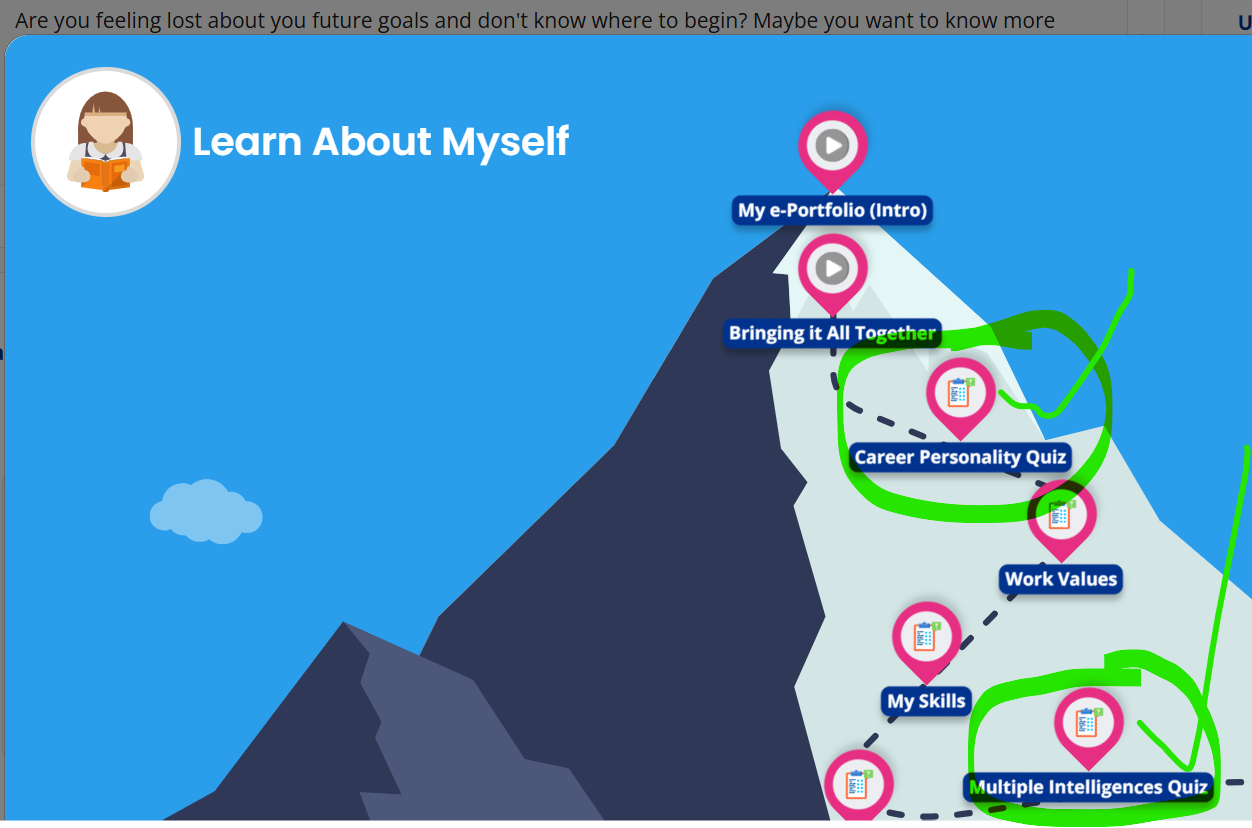 Are you feeling lost about you future goals and don't know where to begin? Maybe you want to know more
Learn About Myself
My e-Portfolio (Intro)
Bringing it All Together
Career Personality Quiz
Work Values
My Skills
Multiple Intelligences Quiz